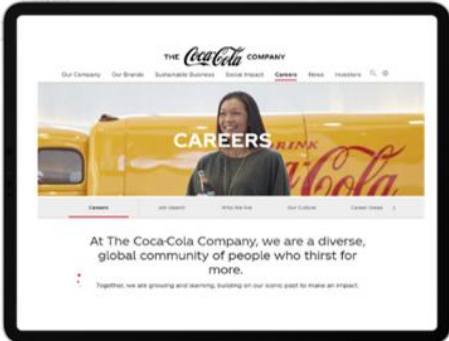 THE Coca-Cola COMPANY
Our Company Our Brands Sustainable Business Social Impact Careers News Investors
CAREERS
DRINK
Coca-Cola
Careers Job Search Who We Are Our Culture Career Areas
At The Coca-Cola Company, we are a diverse,
global community of people who thirst for
more.
Together, we are growing and learning, building on our iconic past to make an impact.